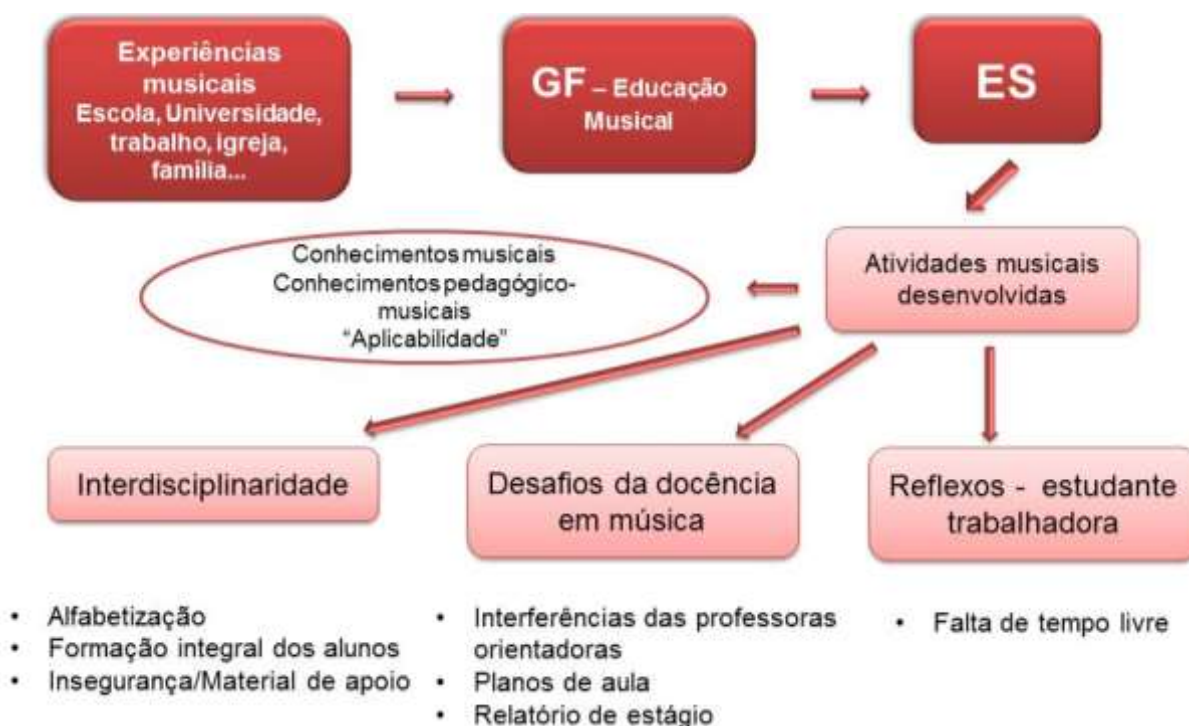 Experiências
musicais
Escola, Universidade,
trabalho, igreja,
família...
GF – Educação
Musical
ES
Atividades musicais
desenvolvidas
Conhecimentos musicais
Conhecimentos pedagógico-
musicais
“Aplicabilidade”
Interdisciplinaridade
Desafios da docência
em música
Reflexos - estudante
trabalhadora
• Alfabetização
• Formação integral dos alunos
• Insegurança/Material de apoio
• Interferências das professoras
orientadoras
• Planos de aula
• Relatório de estágio
• Falta de tempo livre